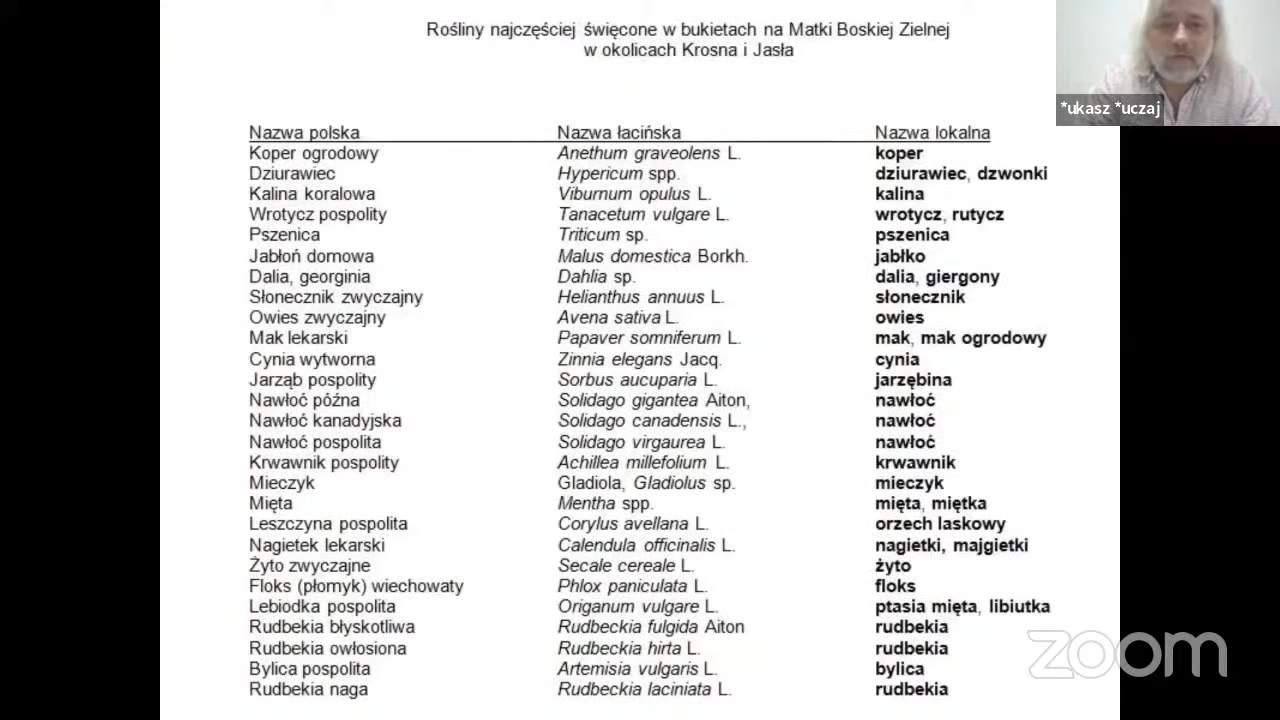 Rośliny najczęściej święcone w bukietach na Matki Boskiej Zielnej
w okolicach Krosna i Jasła
*ukasz *uczaj
Nazwa polska Nazwa łacińska Nazwa lokalna
Koper ogrodowy Anethum graveolens L. koper
Dziurawiec Hypericum spp. dziurawiec, dzwonki
Kalina koralowa Viburnum opulus L. kalina
Wrotycz pospolity Tanacetum vulgare L. wrotycz, rutycz
Pszenica Triticum sp. pszenica
Jabłoń domowa Malus domestica Borkh. jabłko
Dalia, georginia Dahlia sp. dalia, giergony
Słonecznik zwyczajny Helianthus annuus L. słonecznik
Owies zwyczajny Avena sativa L. owies
Mak lekarski Papaver somniferum L. mak, mak ogrodowy
Cynia wytworna Zinnia elegans Jacq. cynia
Jarząb pospolity Sorbus aucuparia L. jarzębina
Nawłoć późna Solidago gigantea Aiton, nawłoć
Nawłoć kanadyjska Solidago canadensis L., nawłoć
Nawłoć pospolita Solidago virgaurea L. nawłoć
Krwawnik pospolity Achillea millefolium L. krwawnik
Mieczyk Gladiola, Gladiolus sp. mieczyk
Mięta Mentha spp. mięta, miętka
Leszczyna pospolita Corylus avellana L. orzech laskowy
Nagietek lekarski Calendula officinalis L. nagietki, majgietki
Żyto zwyczajne Secale cereale L. żyto
Floks (płomyk) wiechowaty Phlox paniculata L. floks
Lebiodka pospolita Origanum vulgare L. ptasia mięta, libiutka
Rudbekia błyskotliwa Rudbeckia fulgida Aiton rudbekia
Rudbekia owłosiona Rudbeckia hirta L. rudbekia
Bylica pospolita Artemisia vulgaris L. bylica
Rudbekia naga Rudbeckia laciniata L. rudbekia
zoom